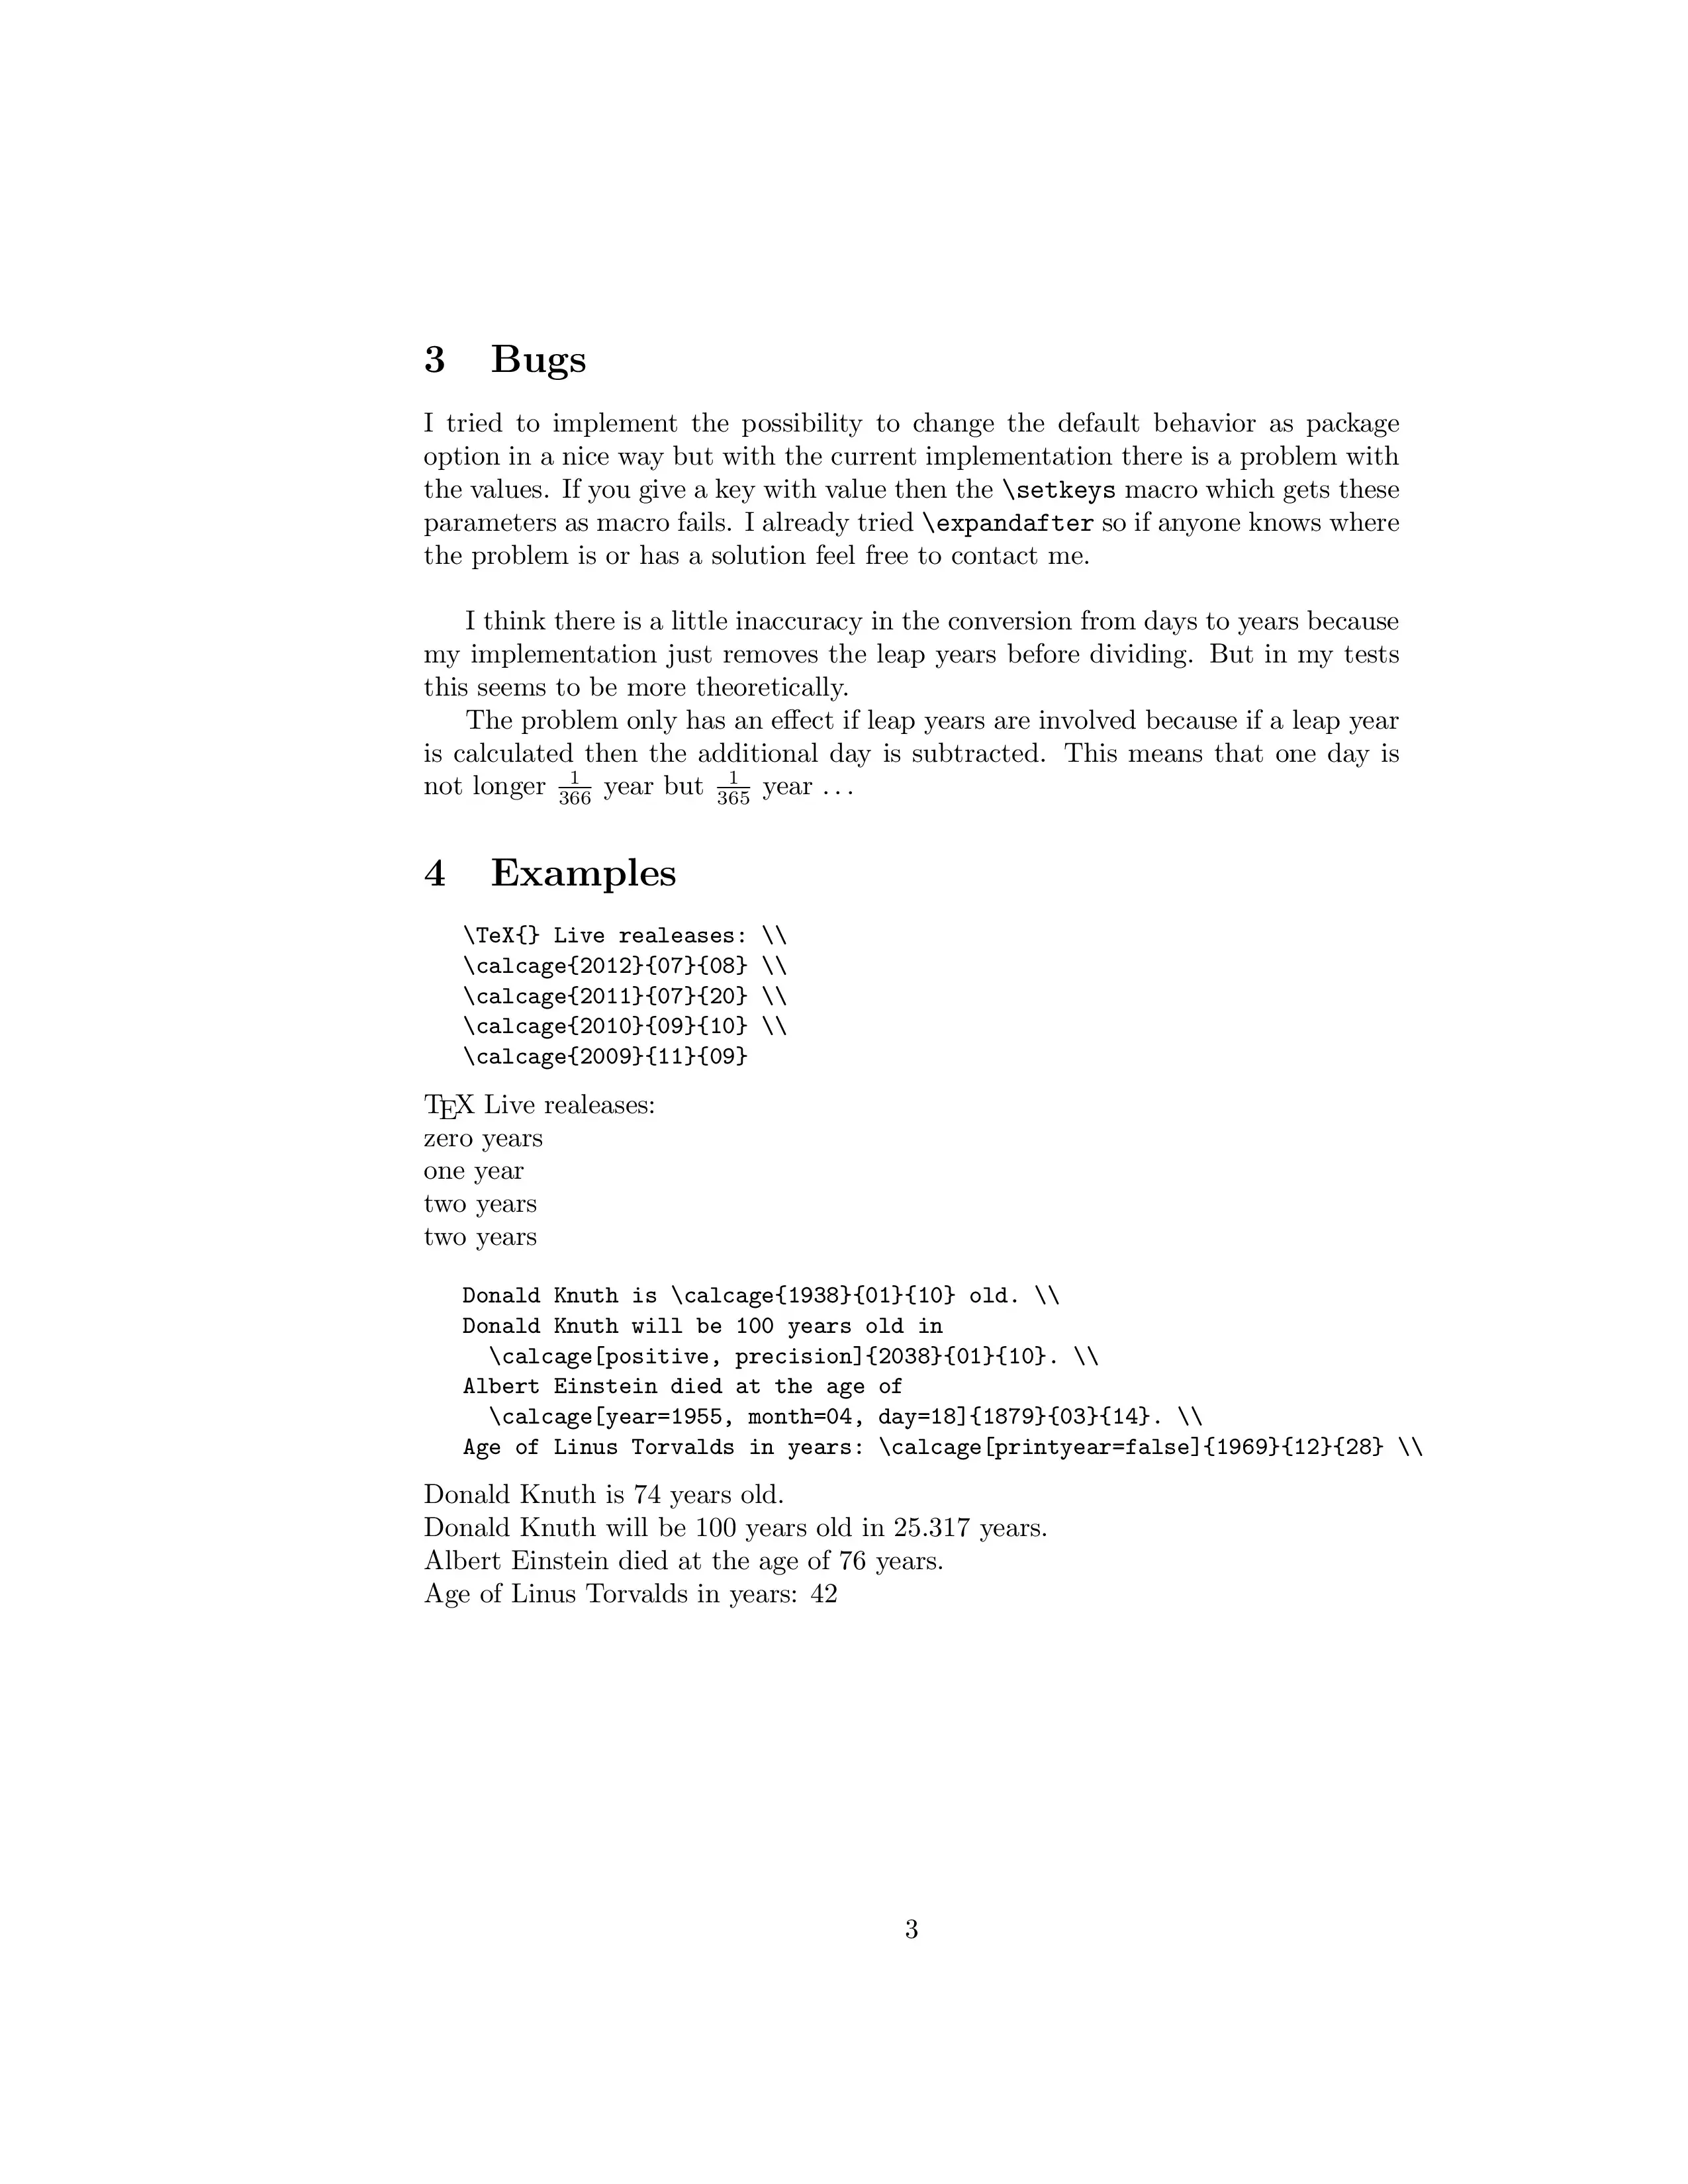 3 Bugs
I tried to implement the possibility to change the default behavior as package
option in a nice way but with the current implementation there is a problem with
the values. If you give a key with value then the \setkeys macro which gets these
parameters as macro fails. I already tried \expandafter so if anyone knows where
the problem is or has a solution feel free to contact me.
I think there is a little inaccuracy in the conversion from days to years because
my implementation just removes the leap years before dividing. But in my tests
this seems to be more theoretically.
The problem only has an effect if leap years are involved because if a leap year
is calculated then the additional day is subtracted. This means that one day is
not longer 1/366 year but 1/365 year ...
4 Examples
\TeX{} Live realeases: \\
\calcage{2012}{07}{08} \\
\calcage{2011}{07}{20} \\
\calcage{2010}{09}{10} \\
\calcage{2009}{11}{09}
TEX Live realeases:
zero years
one year
two years
two years
Donald Knuth is \calcage{1938}{01}{10} old. \\
Donald Knuth will be 100 years old in
\calcage[positive, precision]{2038}{01}{10}. \\
Albert Einstein died at the age of
\calcage[year=1955, month=04, day=18]{1879}{03}{14}. \\
Age of Linus Torvalds in years: \calcage[printyear=false]{1969}{12}{28} \\
Donald Knuth is 74 years old.
Donald Knuth will be 100 years old in 25.317 years.
Albert Einstein died at the age of 76 years.
Age of Linus Torvalds in years: 42
3